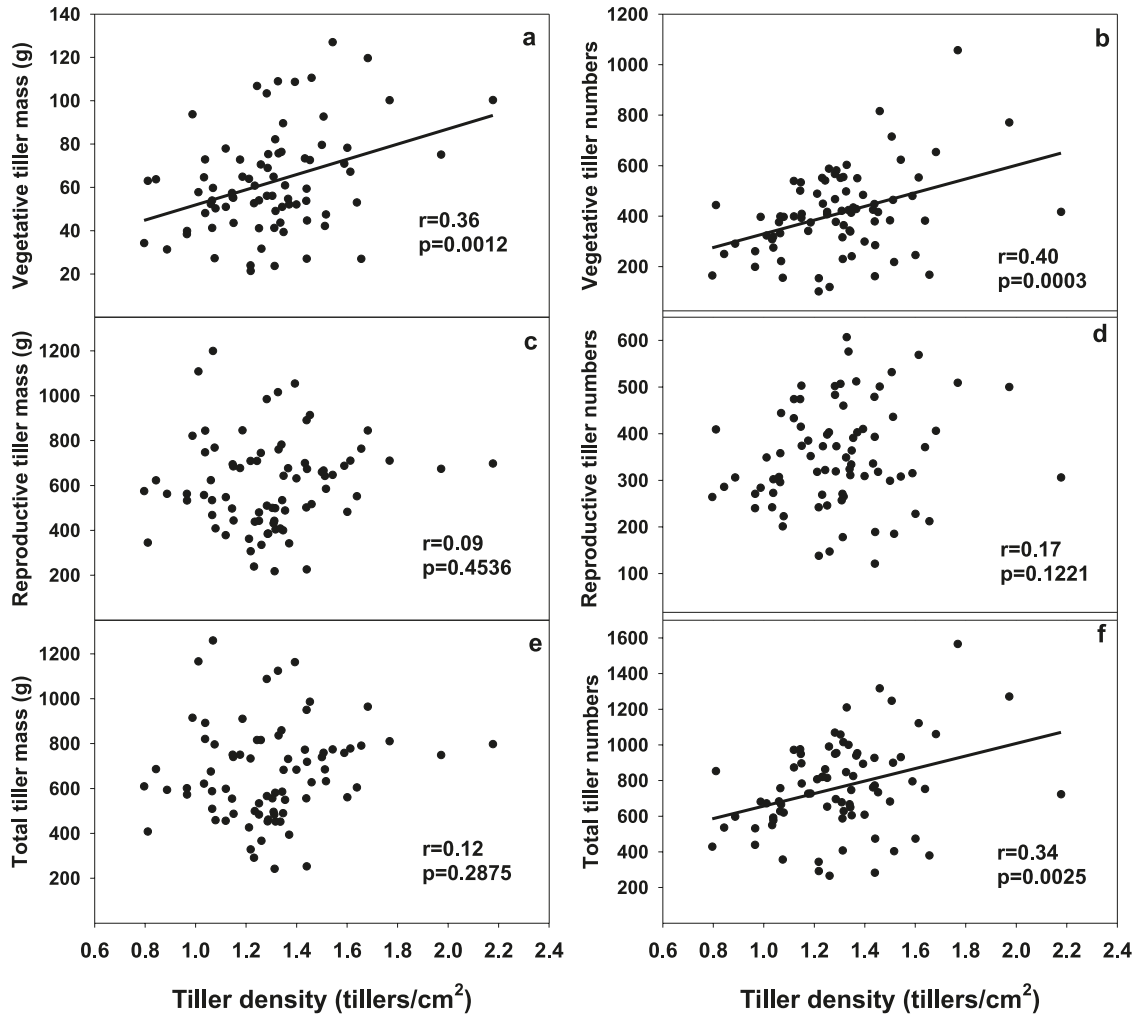 a
Vegetative tiller mass (g)
140
120
100
80
60
40
20
r=0.36
p=0.0012
b
Vegetative tiller numbers
1200
1000
800
600
400
200
0
r=0.40
p=0.0003
c
Reproductive tiller mass (g)
1200
1000
800
600
400
200
0
r=0.09
p=0.4536
d
Reproductive tiller numbers
600
500
400
300
200
100
r=0.17
p=0.1221
e
Total tiller mass (g)
1200
1000
800
600
400
200
r=0.12
p=0.2875
0.6 0.8 1.0 1.2 1.4 1.6 1.8 2.0 2.2 2.4
Tiller density (tillers/cm²)
f
Total tiller numbers
1600
1400
1200
1000
800
600
400
200
r=0.34
p=0.0025
0.6 0.8 1.0 1.2 1.4 1.6 1.8 2.0 2.2 2.4
Tiller density (tillers/cm²)